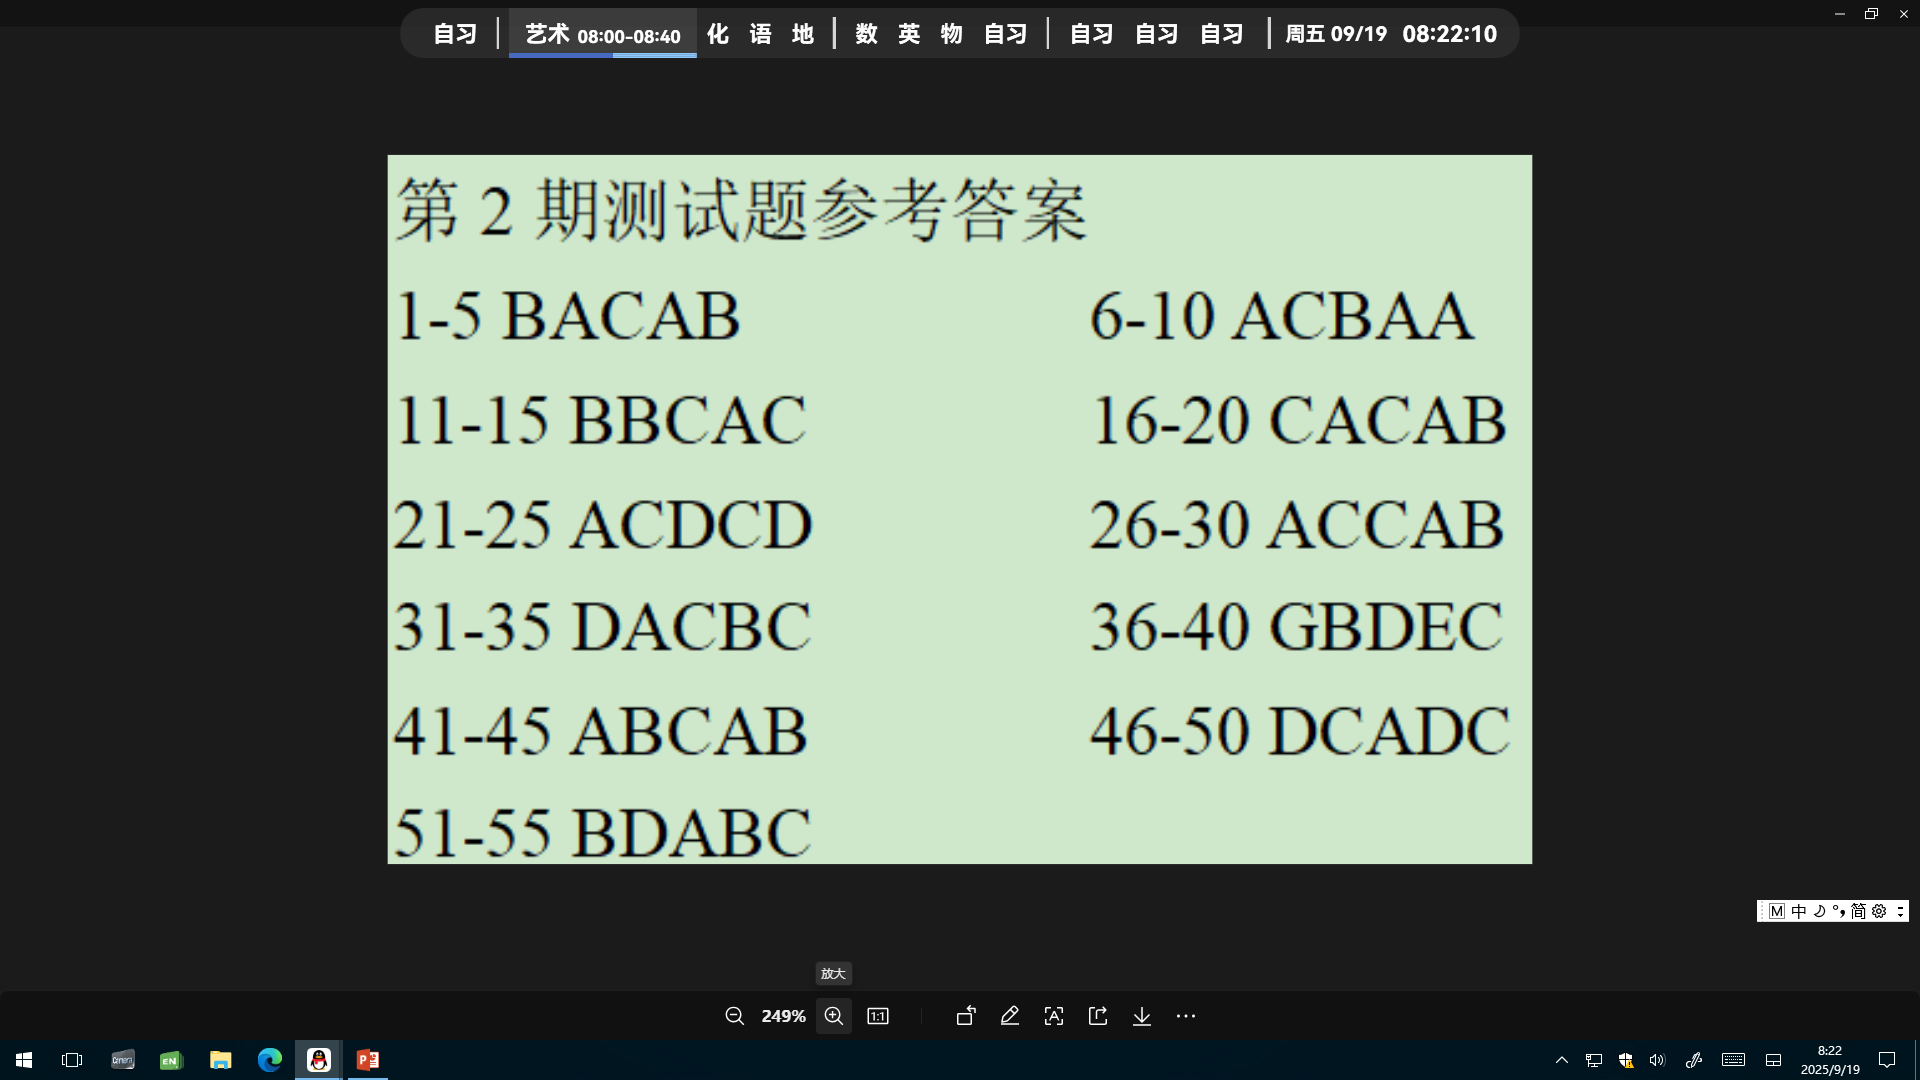 自习 艺术 08:00-08:40 化 语 地 数 英 物 自习 自习 自习 自习 周五 09/19 08:22:10
第 2 期测试题参考答案
1-5 BACAB 6-10 ACBAA
11-15 BBCAC 16-20 CACAB
21-25 ACDCD 26-30 ACCAB
31-35 DACBC 36-40 GBDEC
41-45 ABCAB 46-50 DCADC
51-55 BDABC
M 中 简
放大
249% 1:1
Camera EN
8:22
2025/9/19